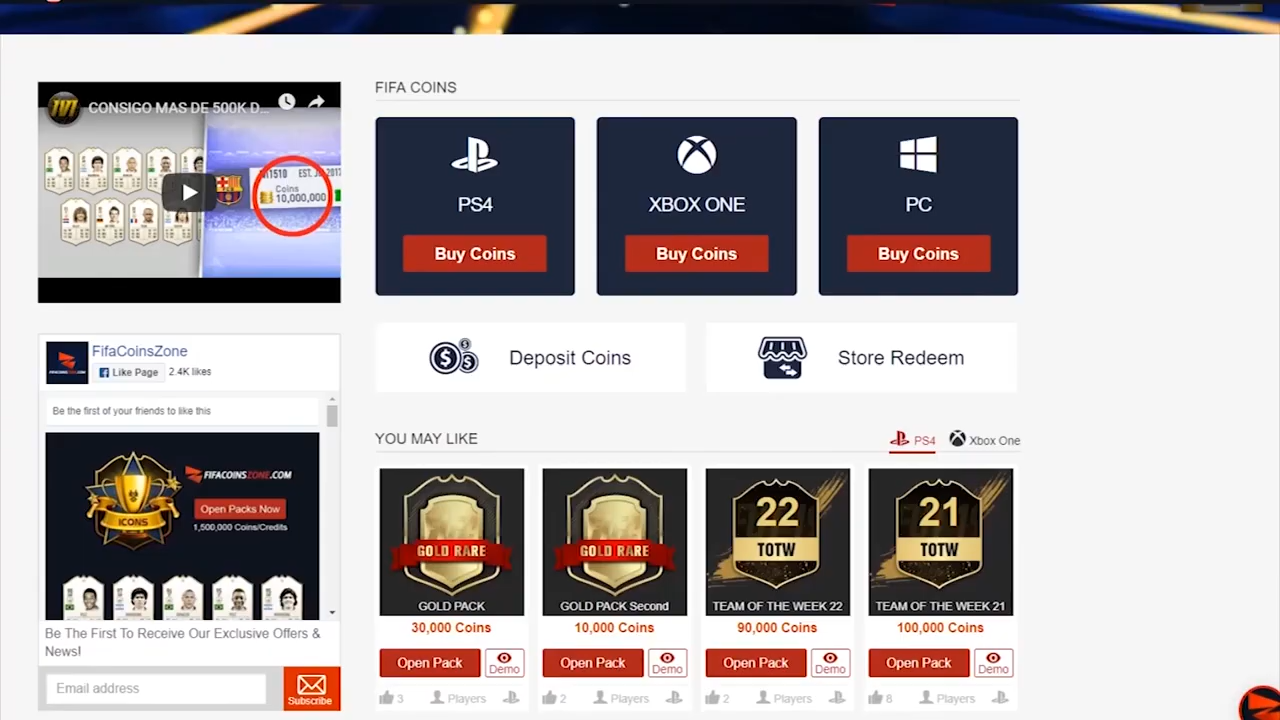 CONSIGO MAS DE 500K D...
EST. JUL 2017
Coins
10,000,000
FifaCoinsZone
Like Page
2.4K likes
Be the first of your friends to like this
FIFACOINSZONE.COM
Open Packs Now
1,500,000 Coins/Credits
ICONS
Be The First To Receive Our Exclusive Offers &
News!
Email address
Subscribe
FIFA COINS
PS4
XBOX ONE
PC
Buy Coins
Buy Coins
Buy Coins
Deposit Coins
Store Redeem
YOU MAY LIKE
PS4
Xbox One
GOLD RARE
GOLD RARE
22
TOTW
21
TOTW
GOLD PACK
GOLD PACK Second
TEAM OF THE WEEK 22
TEAM OF THE WEEK 21
30,000 Coins
10,000 Coins
90,000 Coins
100,000 Coins
Open Pack
Demo
Open Pack
Demo
Open Pack
Demo
Open Pack
Demo
3
Players
2
Players
2
Players
8
Players